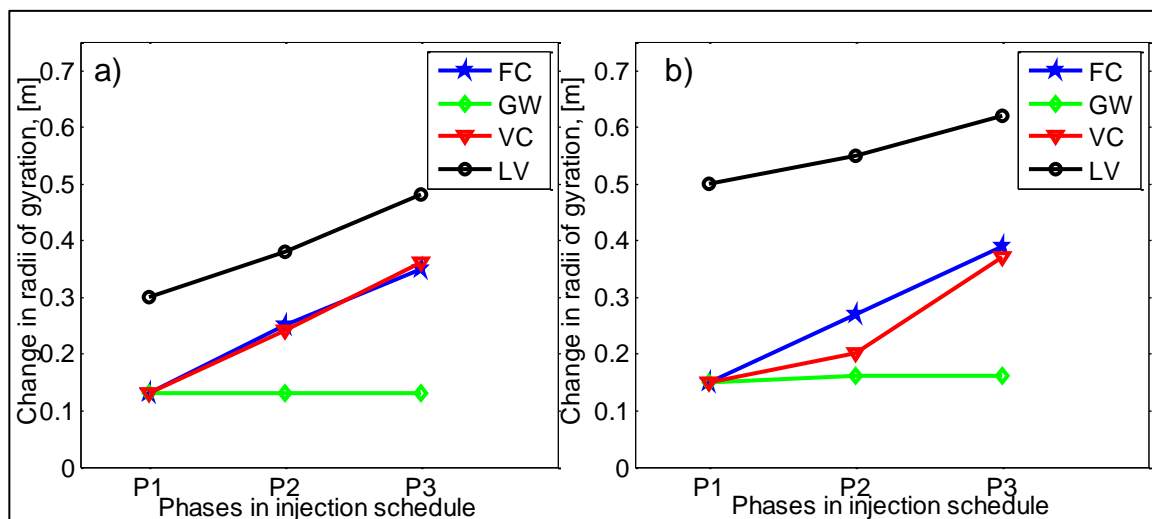 a)
Change in radii of gyration, [m]
0.7
0.6
0.5
0.4
0.3
0.2
0.1
0
P1
P2
P3
Phases in injection schedule
FC
GW
VC
LV
b)
Change in radii of gyration, [m]
0.7
0.6
0.5
0.4
0.3
0.2
0.1
0
P1
P2
P3
Phases in injection schedule
FC
GW
VC
LV